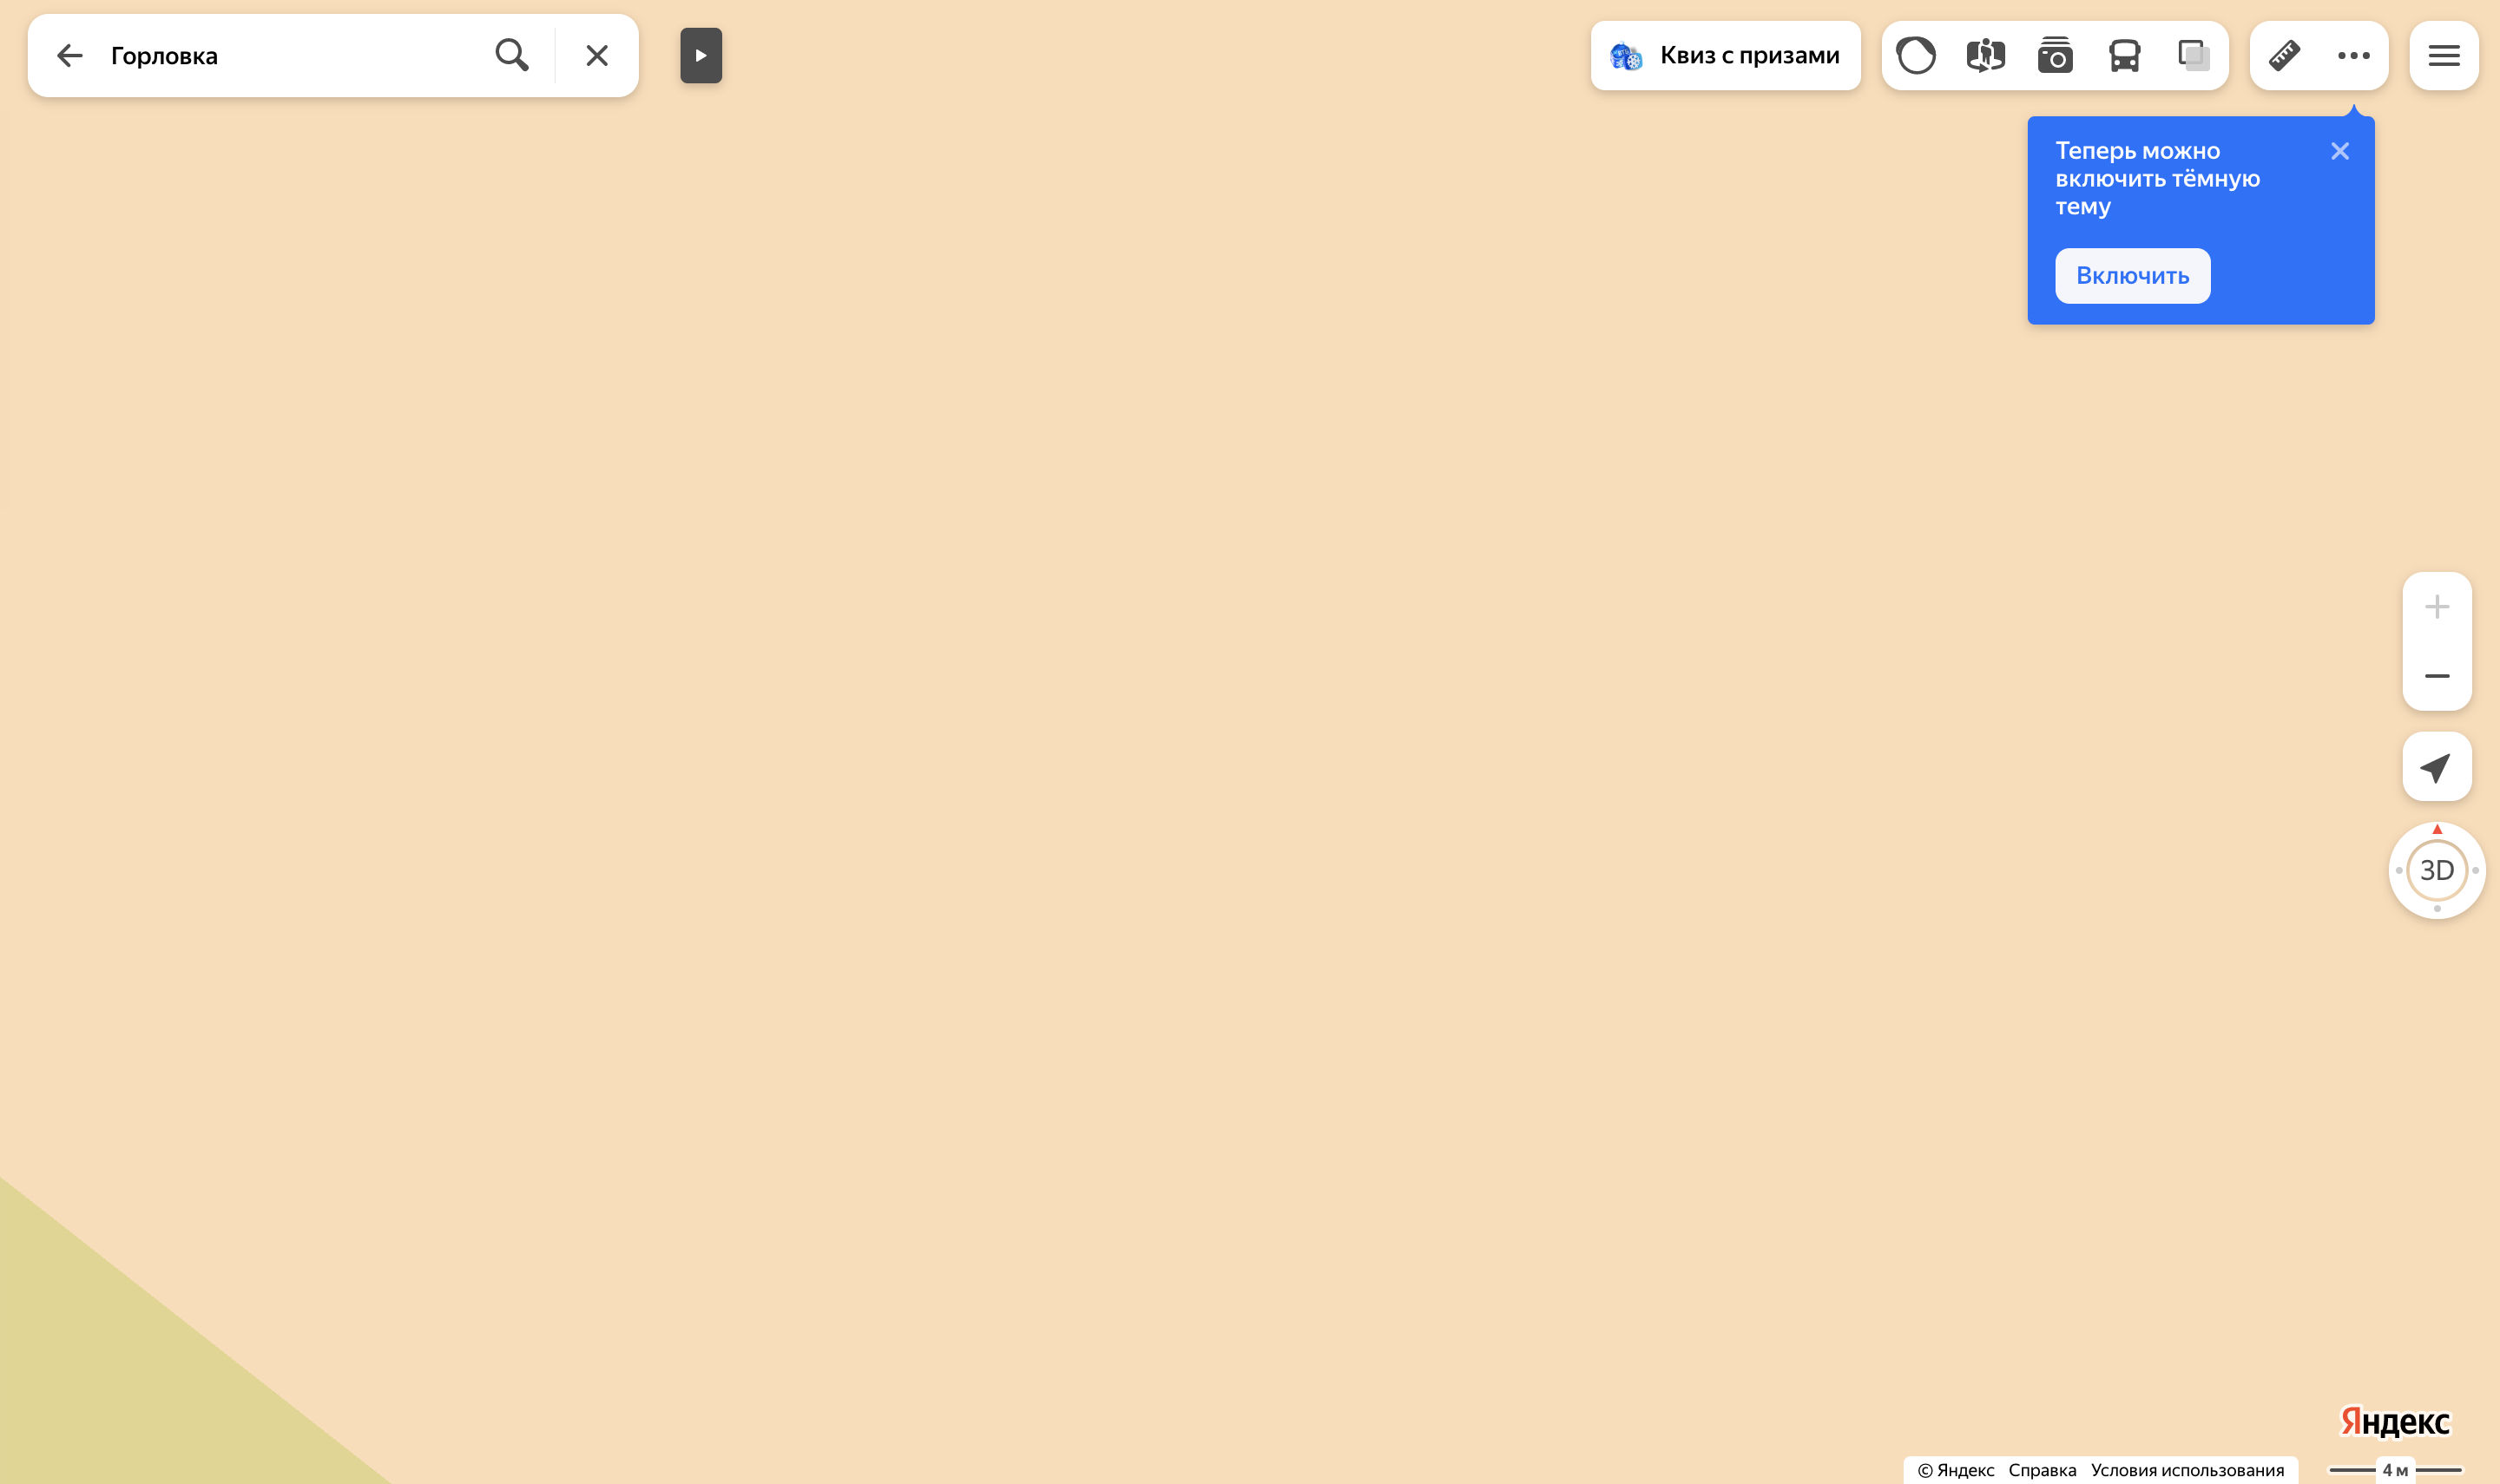 Горловка
Квиз с призами
Теперь можно
включить тёмную
тему
Включить
3D
Яндекс
© Яндекс Справка Условия использования
4 м